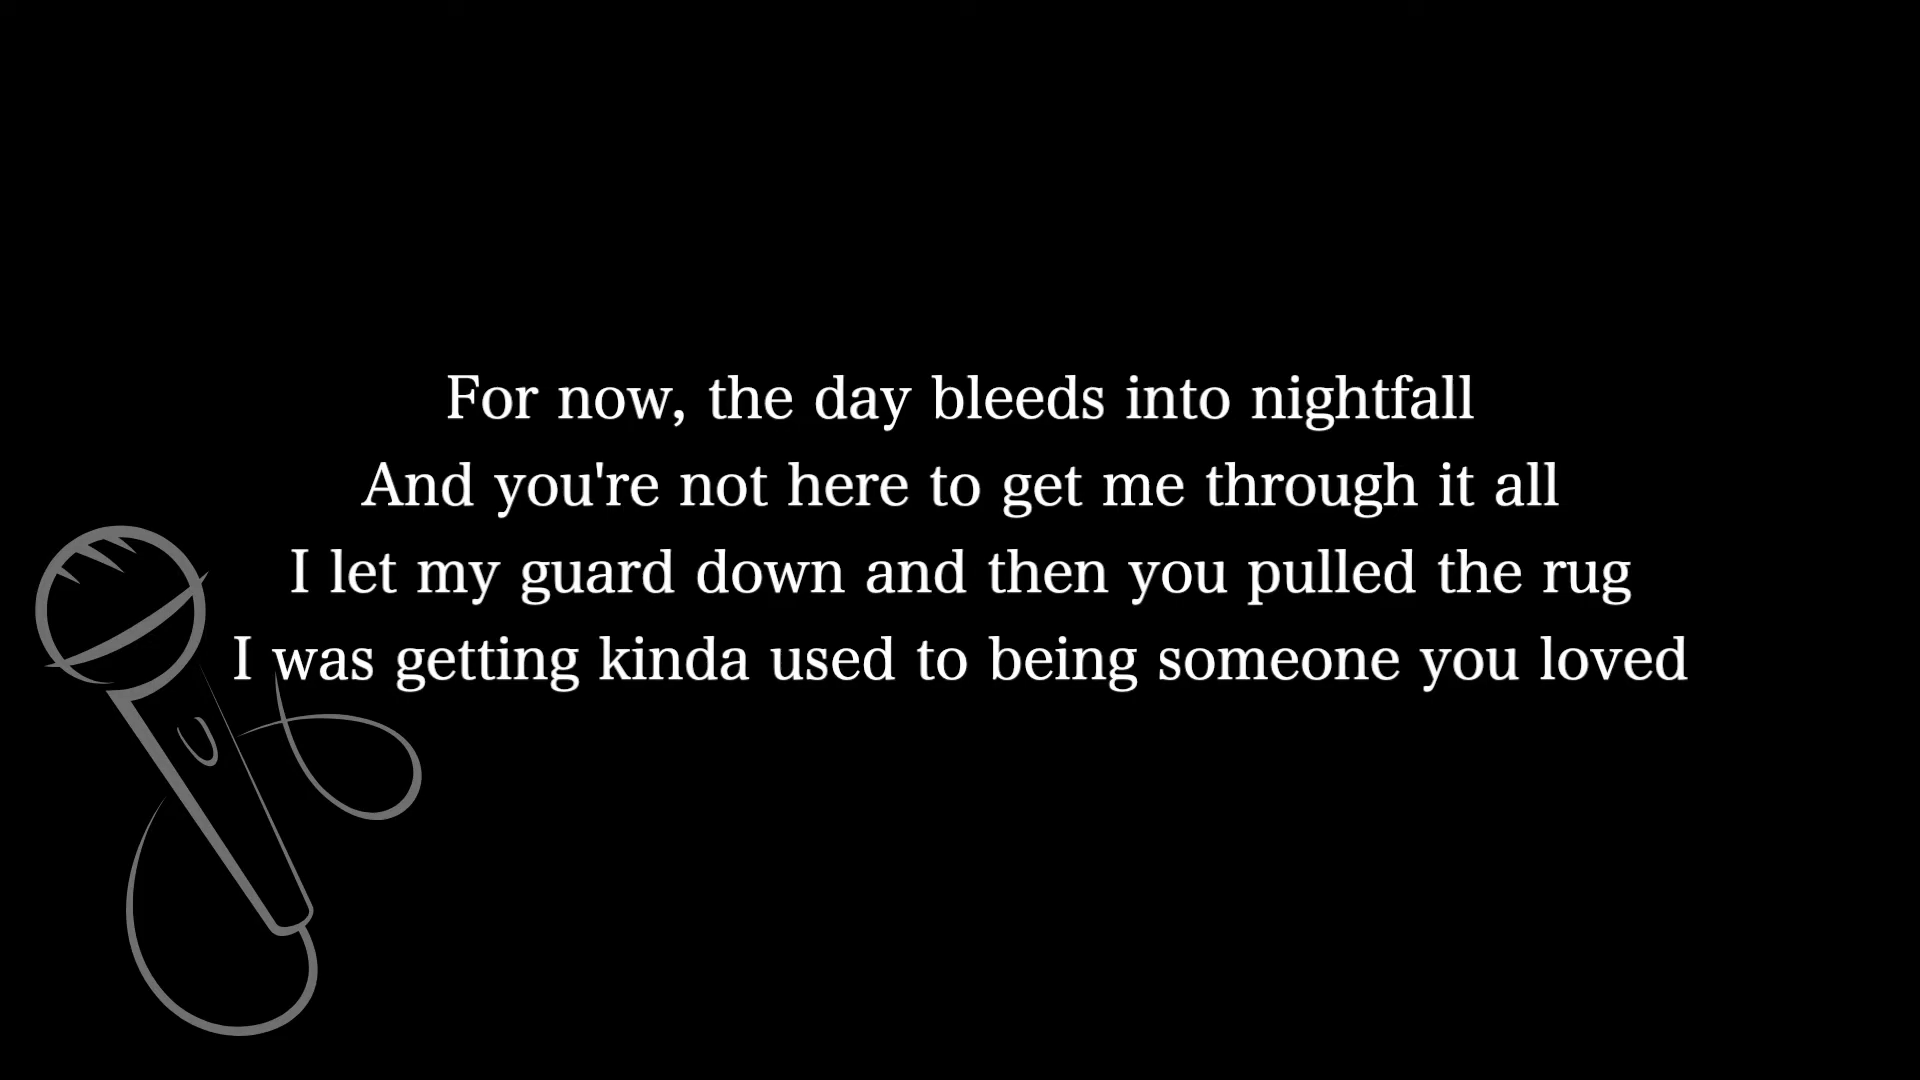 For now, the day bleeds into nightfall
And you're not here to get me through it all
I let my guard down and then you pulled the rug
I was getting kinda used to being someone you loved